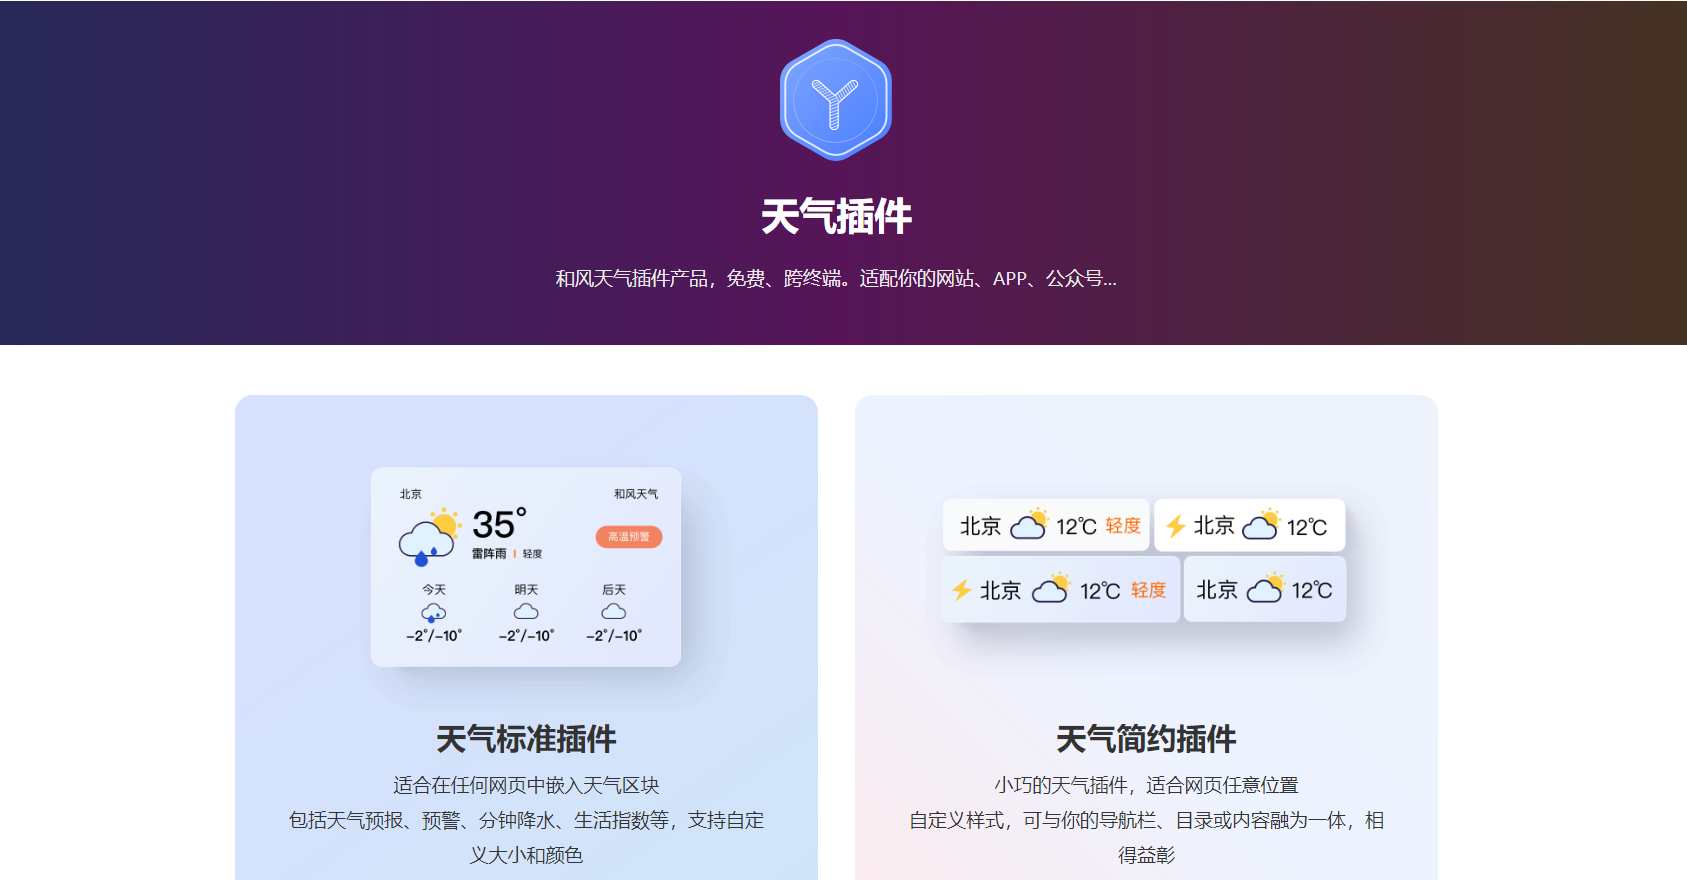 天气插件
和风天气插件产品，免费、跨终端。适配你的网站、APP、公众号...
北京
和风天气
35°
高温预警
雷阵雨 | 轻度
今天 明天 后天
-2°/-10° -2°/-10° -2°/-10°
天气标准插件
适合在任何网页中嵌入天气区块
包括天气预报、预警、分钟降水、生活指数等，支持自定
义大小和颜色
北京 12℃ 轻度
北京 12℃
北京 12℃ 轻度
北京 12℃
天气简约插件
小巧的天气插件，适合网页任意位置
自定义样式，可与你的导航栏、目录或内容融为一体，相
得益彰